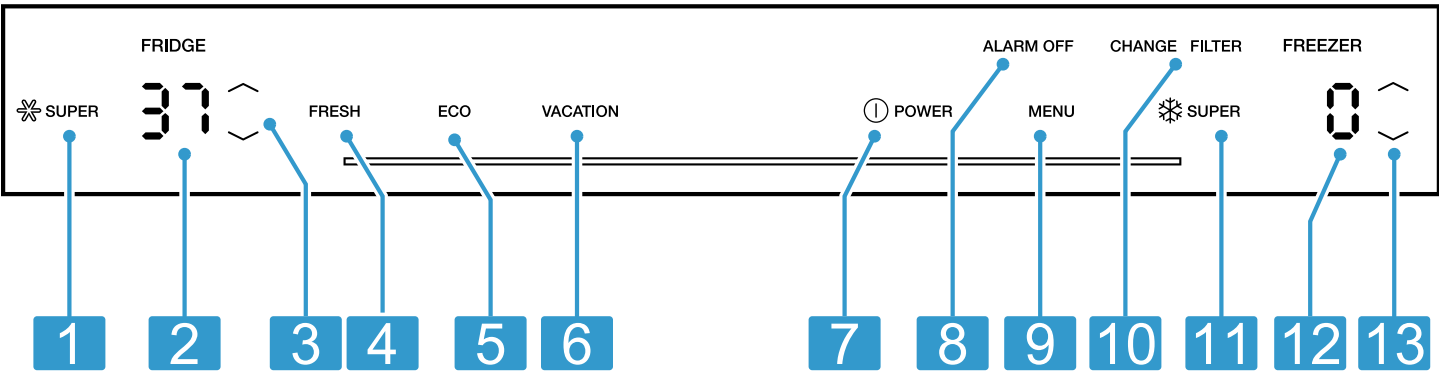 FRIDGE
ALARM OFF
CHANGE FILTER
FREEZER
SUPER
37
FRESH
ECO
VACATION
POWER
MENU
SUPER
0
1 2 3 4 5 6 7 8 9 10 11 12 13